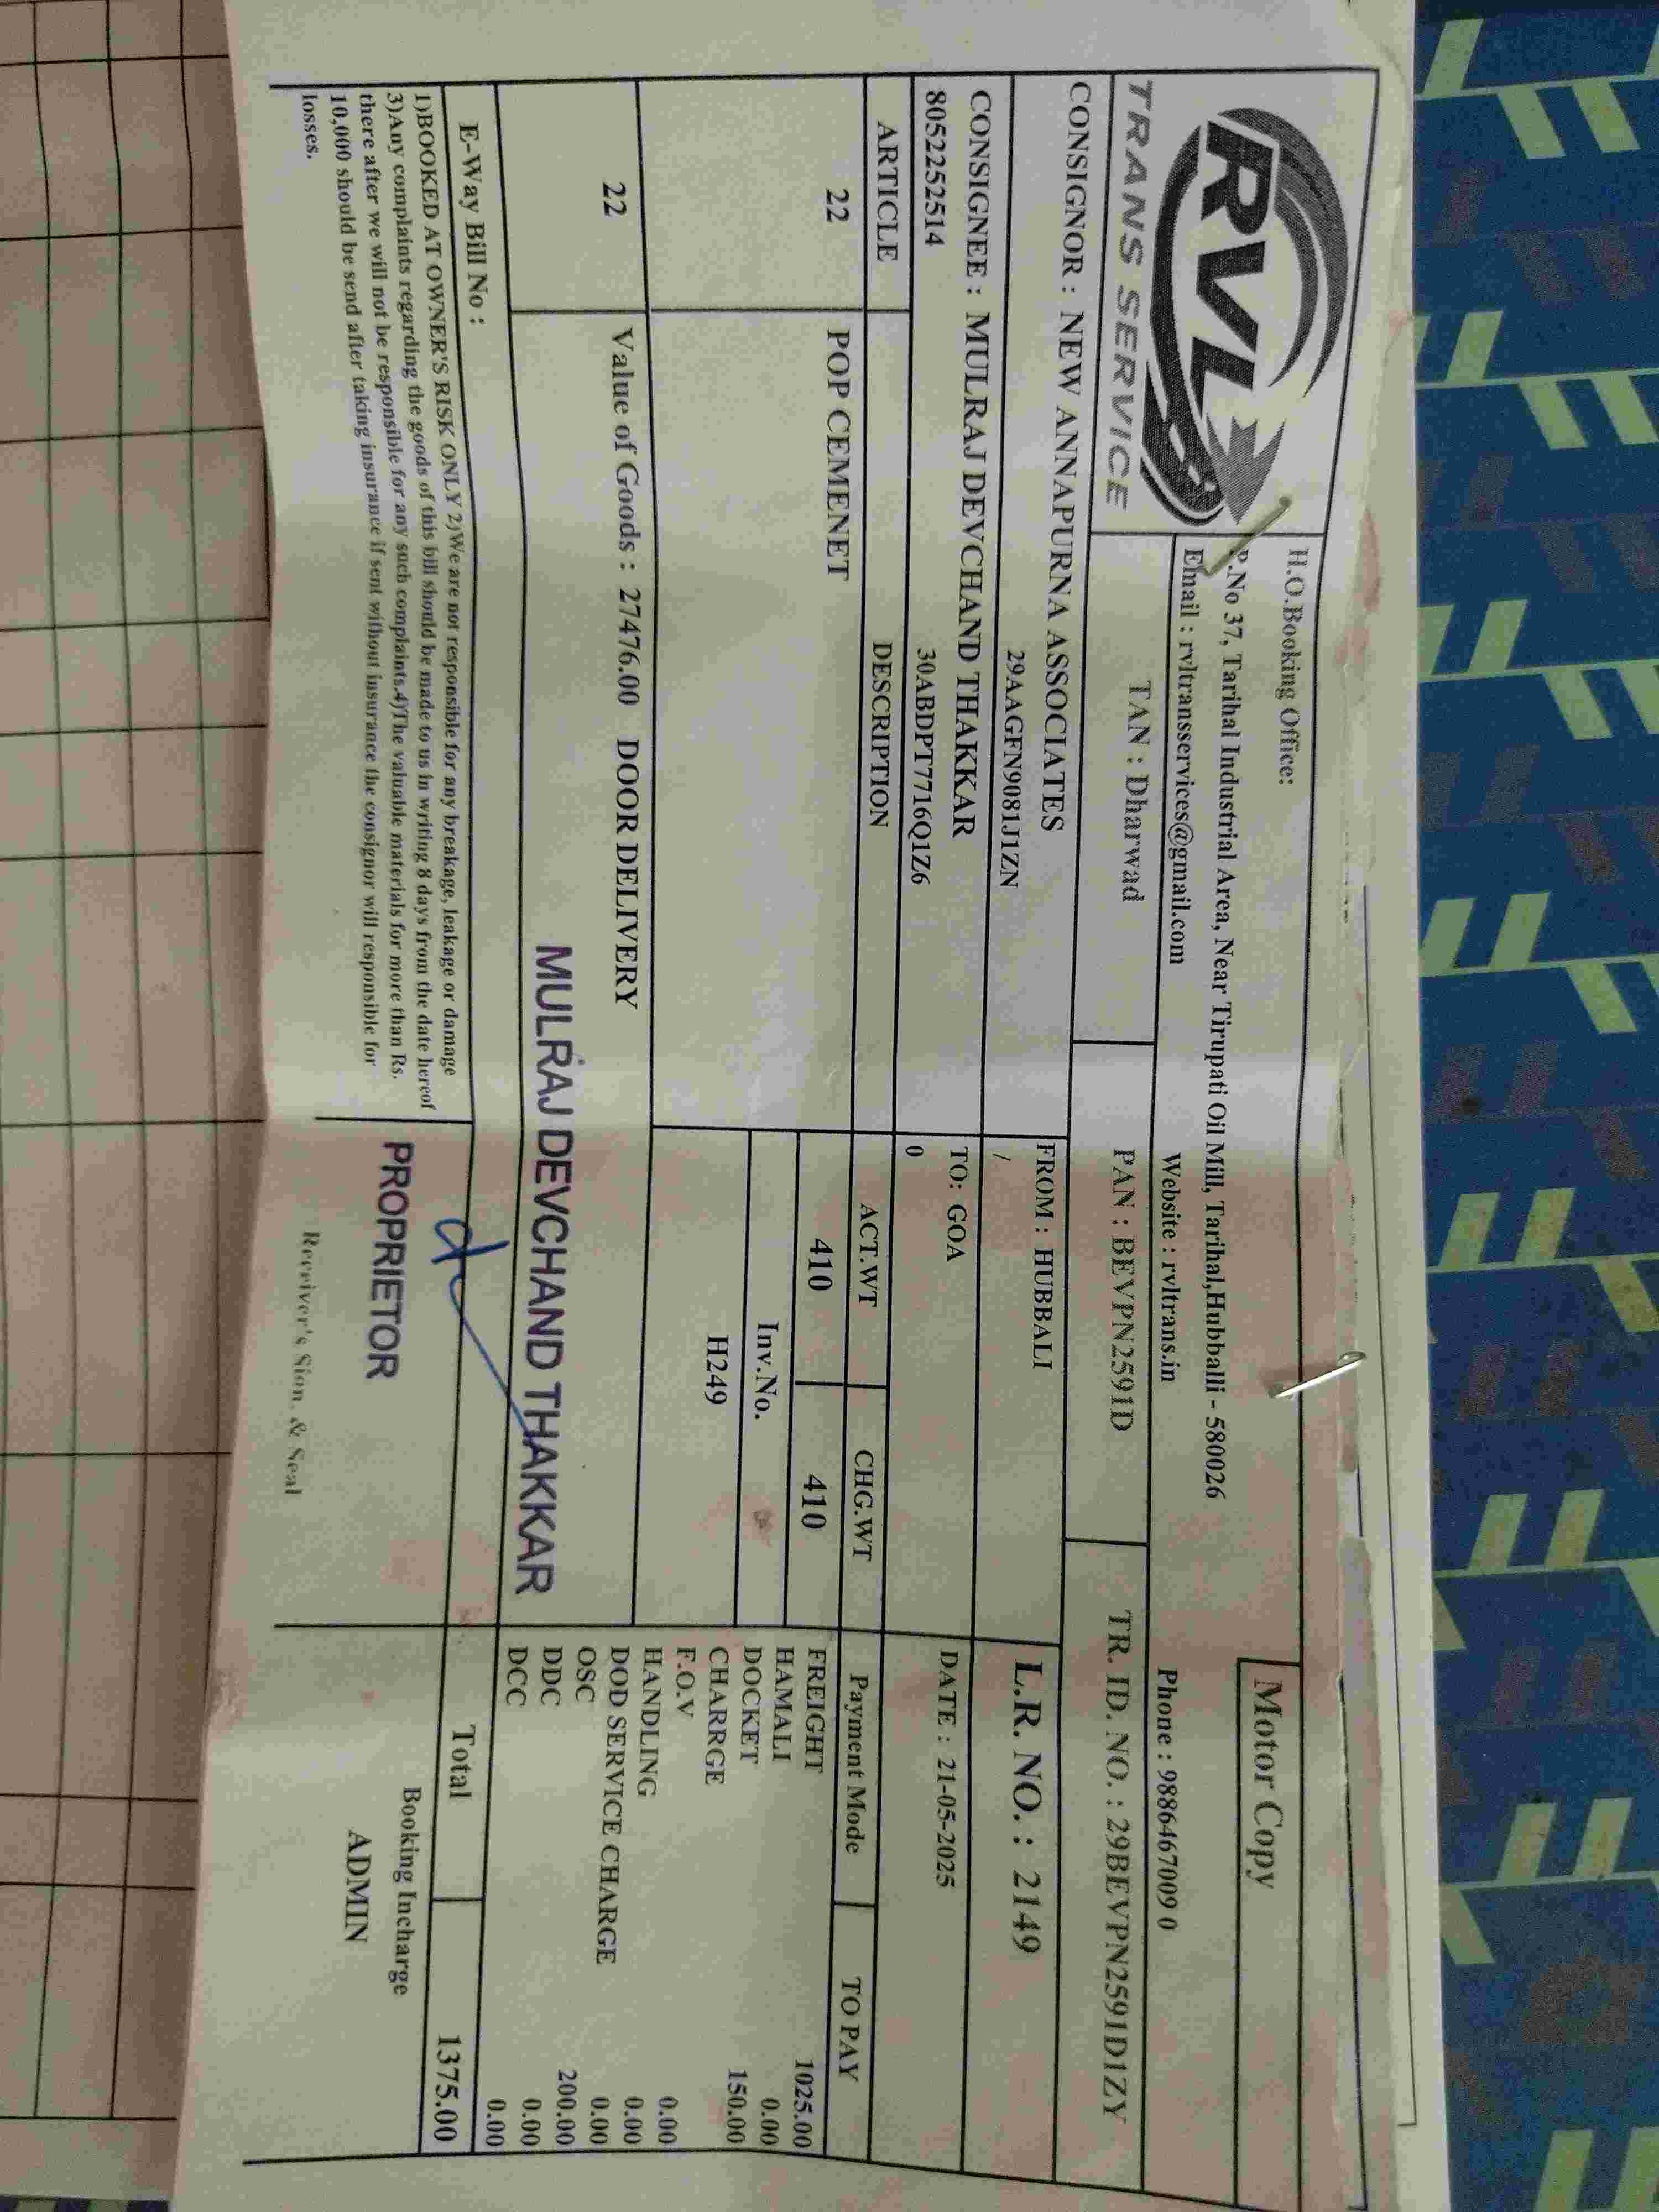 Motor Copy
RVL
TRANS SERVICE
H.O.Booking Office:
P.No 37, Tarihal Industrial Area, Near Tirupati Oil Mill, Tarihal,Hubballi - 580026
Email : rvltransservices@gmail.com Website : rvltrans.in Phone : 988646700​9 0
TAN : Dharwad PAN : BEVPN2591D TR. ID. NO. : 29BEVPN2591D1ZY
CONSIGNOR : NEW ANNAPURNA ASSOCIATES FROM : HUBBALI L.R. NO. : 2149
29AAGFN9081J1ZN /
CONSIGNEE : MULRAJ DEVCHAND THAKKAR TO: GOA DATE : 21-05-2025
8052252514 30ABDPT7716Q1Z6 0
ARTICLE DESCRIPTION ACT.WT CHG.WT Payment Mode TO PAY
22 POP CEMENET 410 410
Inv.No.
H249
FREIGHT 1025.00
HAMALI 0.00
DOCKET 150.00
CHARRGE
F.O.V 0.00
HANDLING 0.00
DOD SERVICE CHARGE 0.00
OSC 200.00
DDC 0.00
DCC 0.00
22 Value of Goods : 27476.00 DOOR DELIVERY
MULRAJ DEVCHAND THAKKAR
E-Way Bill No : Total 1375.00
1)BOOKED AT OWNER'S RISK ONLY 2)We are not responsible for any breakage, leakage or damage
3)Any complaints regarding the goods of this bill should be made to us in writing 8 days from the date hereof
there after we will not be responsible for any such complaints.4)The valuable materials for more than Rs.
10,000 should be send after taking insurance if sent without insurance the consignor will responsible for
losses.
PROPRIETOR
Receiver's Sion. & Seal
Booking Incharge
ADMIN